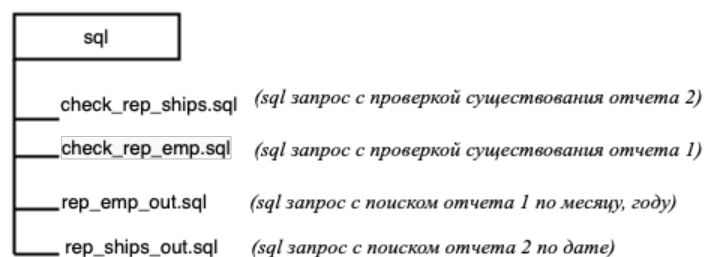 sql
check_rep_ships.sql (sql запрос с проверкой существования отчета 2)
check_rep_emp.sql (sql запрос с проверкой существования отчета 1)
rep_emp_out.sql (sql запрос с поиском отчета 1 по месяцу, году)
rep_ships_out.sql (sql запрос с поиском отчета 2 по дате)